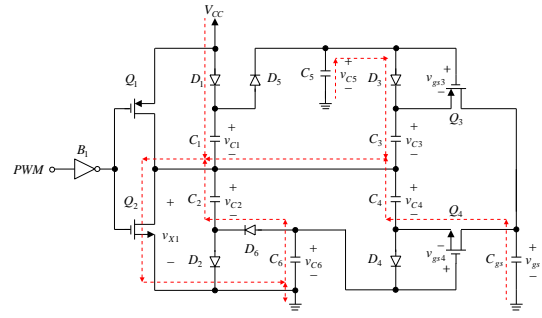 V_CC
Q_1
D_1
D_5
C_5
+
v_C5
−
D_3
+
v_gs3
−
Q_3
C_1
+
v_C1
−
C_3
+
v_C3
−
PWM
B_1
Q_2
+
v_X1
−
C_2
+
v_C2
−
C_4
+
v_C4
−
Q_4
−
v_gs4
+
D_2
D_6
C_6
+
v_C6
−
D_4
C_gs
+
v_gs
−